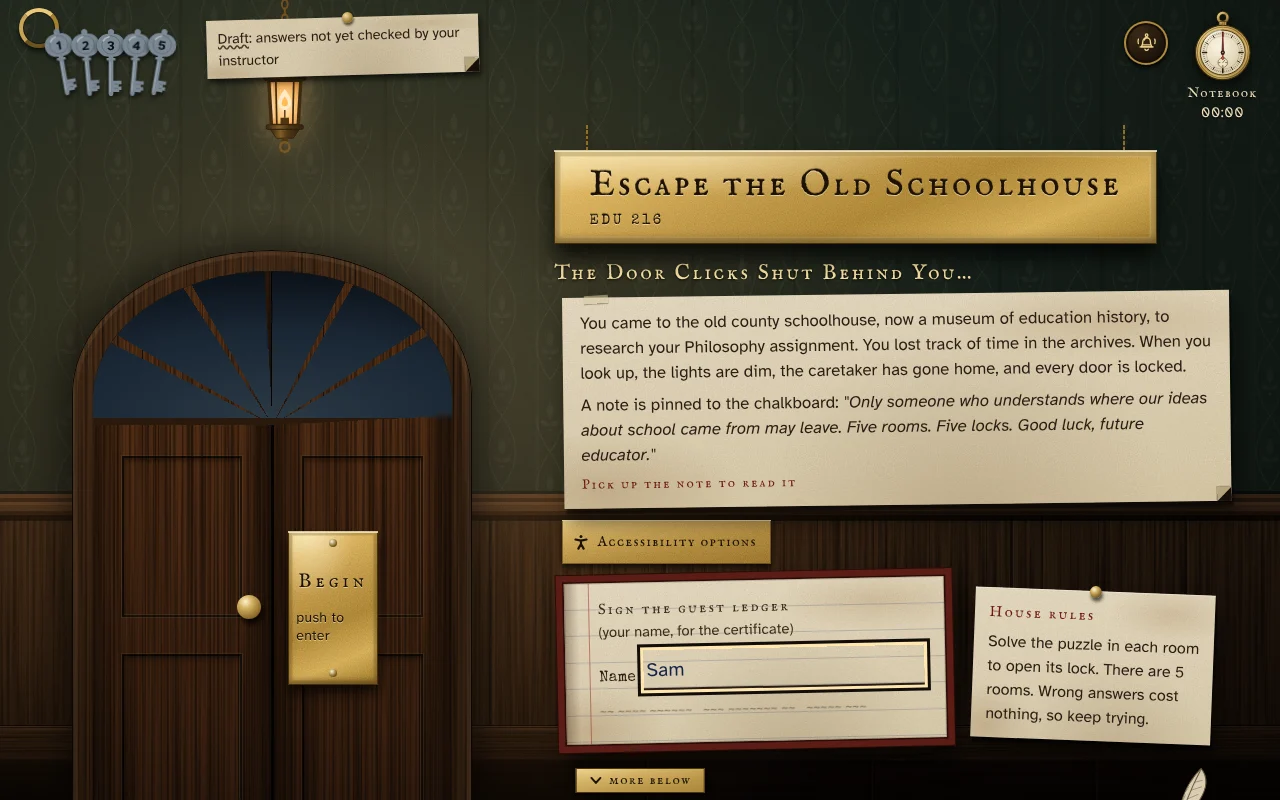 1 2 3 4 5
Draft: answers not yet checked by your
instructor
Notebook
00:00
Escape the Old Schoolhouse
EDU 216
The Door Clicks Shut Behind You…
You came to the old county schoolhouse, now a museum of education history, to
research your Philosophy assignment. You lost track of time in the archives. When you
look up, the lights are dim, the caretaker has gone home, and every door is locked.
A note is pinned to the chalkboard: "Only someone who understands where our ideas
about school came from may leave. Five rooms. Five locks. Good luck, future
educator."
Pick up the note to read it
Accessibility options
Begin
push to
enter
Sign the guest ledger
(your name, for the certificate)
Name Sam
House rules
Solve the puzzle in each room
to open its lock. There are 5
rooms. Wrong answers cost
nothing, so keep trying.
More below